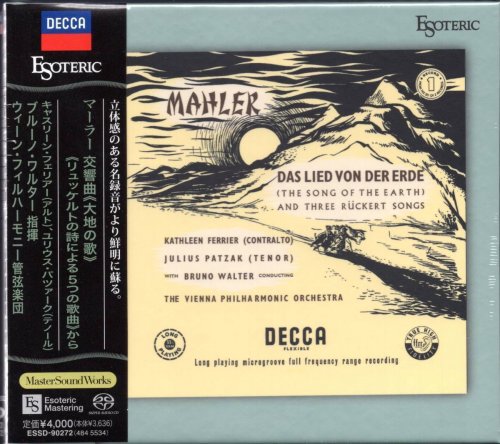 DECCA
ESOTERIC
立体感のある名録音がより鮮明に蘇る。
マーラー 交響曲《大地の歌》
《リュッケルトの詩による5つの歌曲》から
キャスリーン・フェリアー(アルト)、ユリウス・パツァーク(テノール)
ブルーノ・ワルター 指揮
ウィーン・フィルハーモニー管弦楽団
MasterSoundWorks
ES Esoteric
Mastering
SUPER AUDIO CD
定価¥4,000(本体¥3,636)
ESSD-90272 (484 5534)
ESOTERIC
MAHLER
1
DAS LIED VON DER ERDE
(THE SONG OF THE EARTH)
AND THREE RÜCKERT SONGS
KATHLEEN FERRIER (CONTRALTO)
JULIUS PATZAK (TENOR)
WITH BRUNO WALTER CONDUCTING
THE VIENNA PHILHARMONIC ORCHESTRA
LONG
PLAYING
DECCA
FLEXIBLE
Long playing microgroove full frequency range recording
TRUE HIGH
FIDELITY